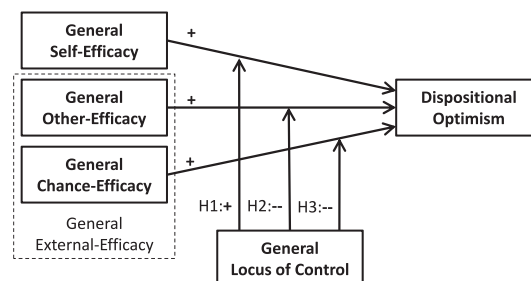 General
Self-Efficacy
+
General
Other-Efficacy
+
General
Chance-Efficacy
+
General
External-Efficacy
Dispositional
Optimism
H1:+ H2:-- H3:--
General
Locus of Control